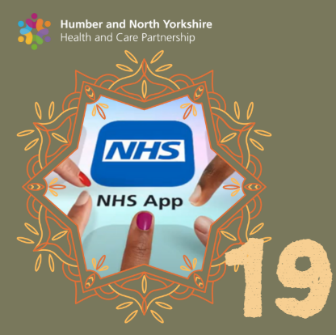 Humber and North Yorkshire
Health and Care Partnership
NHS
NHS App
19